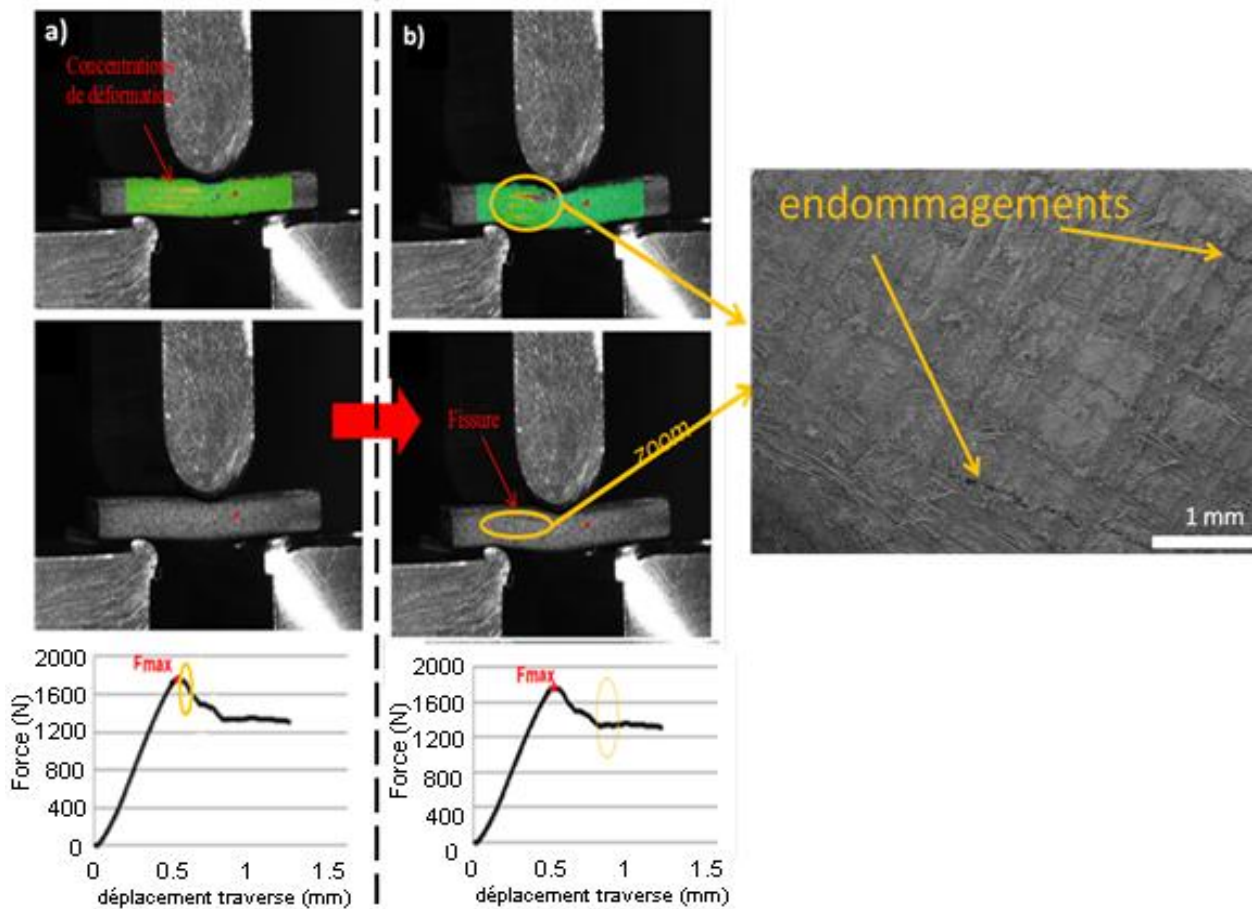 a)
Concentrations
de déformation
b)
Fissure
zoom
endommagements
1 mm
Fmax
Force (N)
2000
1600
1200
800
400
0
0 0.5 1 1.5
déplacement traverse (mm)
Fmax
Force (N)
2000
1600
1200
800
400
0
0 0.5 1 1.5
déplacement traverse (mm)